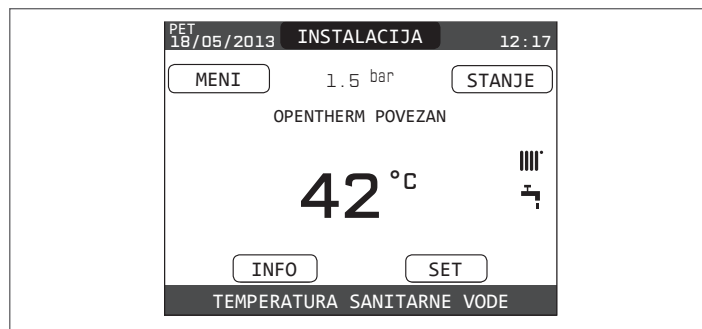 PET
18/05/2013 INSTALACIJA 12:17
MENI 1.5 bar STANJE
OPENTHERM POVEZAN
42 °C
INFO SET
TEMPERATURA SANITARNE VODE